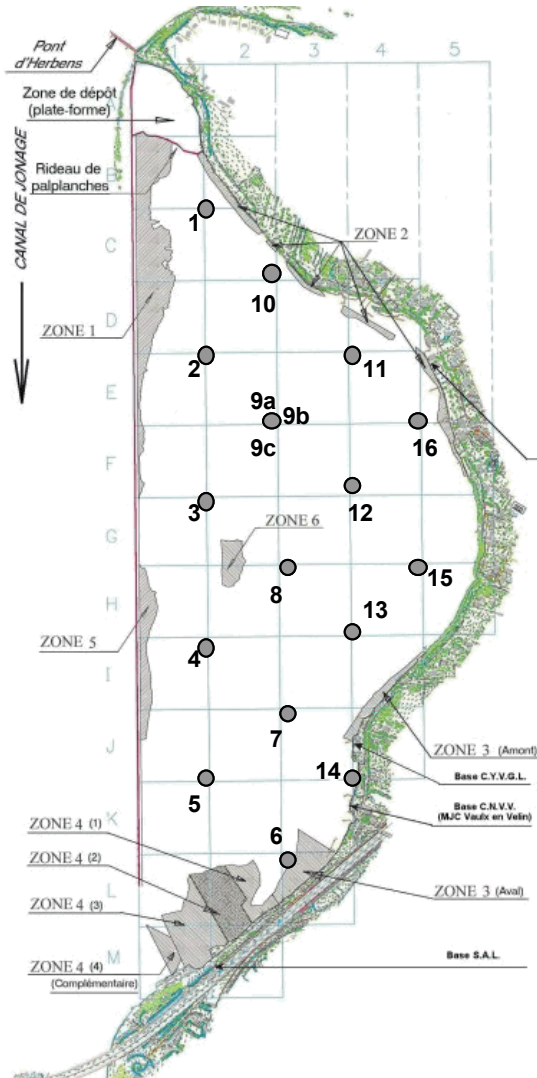 Pont
d'Herbens
1
2
3
4
5
Zone de dépôt
(plate-forme)
B
Rideau de
palplanches
CANAL DE JONAGE
1
ZONE 2
C
10
D
ZONE 1
2
11
E
9a
9b
9c
16
F
3
12
G
ZONE 6
8
15
H
13
ZONE 5
4
I
7
ZONE 3 (Amont)
J
14
Base C.Y.V.G.L.
5
Base C.N.V.V.
(MJC Vaulx en Velin)
K
ZONE 4 (1)
6
ZONE 4 (2)
L
ZONE 3 (Aval)
ZONE 4 (3)
M
Base S.A.L.
ZONE 4 (4)
(Complémentaire)